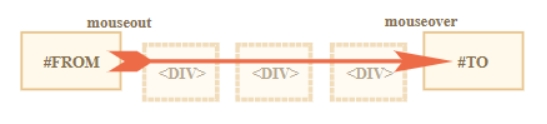 mouseout mouseover
#FROM <DIV> <DIV> <DIV> #TO